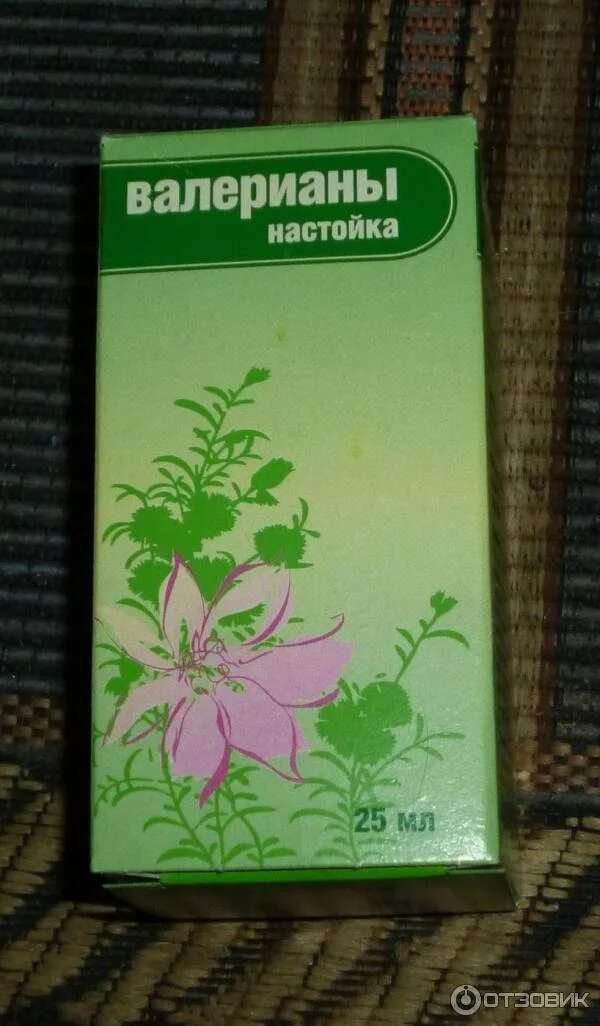 валерианы
настойка
25 мл
ОТЗОВИК